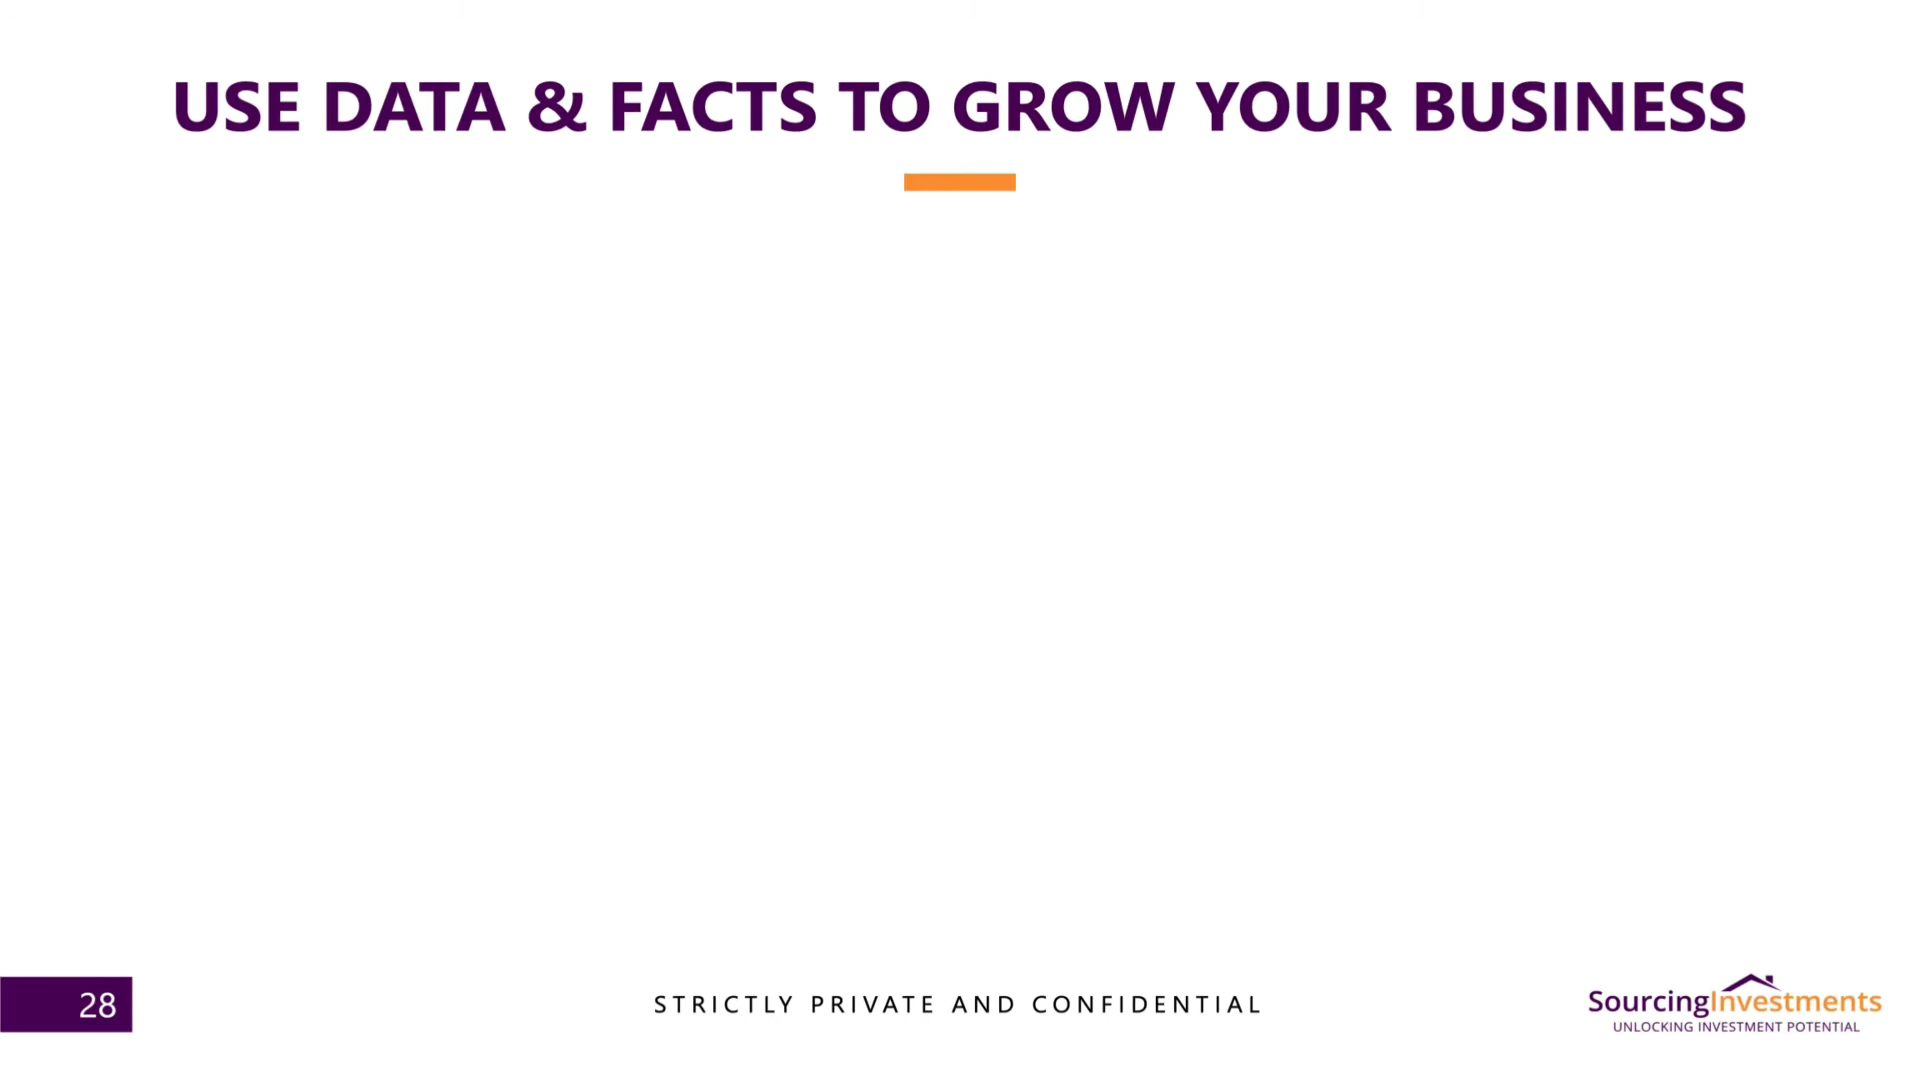 USE DATA & FACTS TO GROW YOUR BUSINESS
28
STRICTLY PRIVATE AND CONFIDENTIAL
SourcingInvestments
UNLOCKING INVESTMENT POTENTIAL